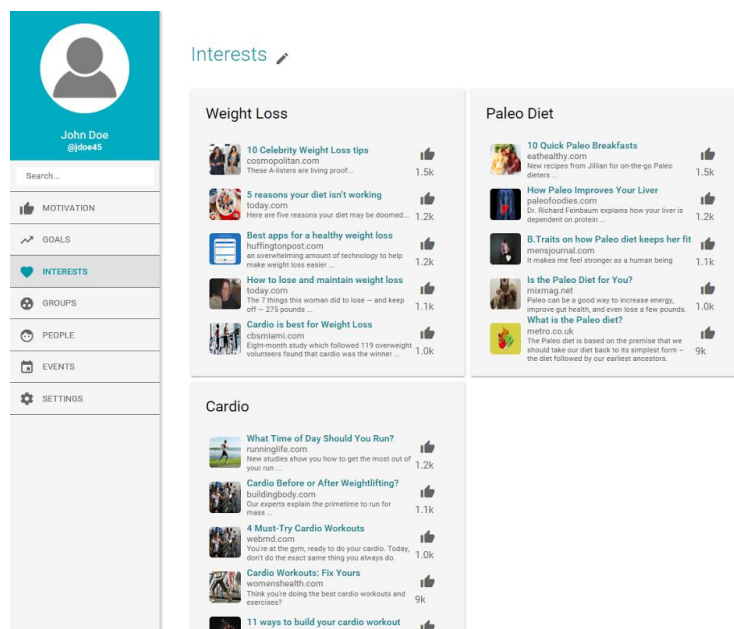 John Doe
@jdoe45
Search...
MOTIVATION
GOALS
INTERESTS
GROUPS
PEOPLE
EVENTS
SETTINGS
Interests
Weight Loss
10 Celebrity Weight Loss tips
cosmopolitan.com
These A-listers are living proof...
1.5k
5 reasons your diet isn't working
today.com
Here are five reasons your diet may be doomed...
1.2k
Best apps for a healthy weight loss
huffingtonpost.com
an overwhelming amount of technology to help
make weight loss easier ...
1.2k
How to lose and maintain weight loss
today.com
The 7 things this woman did to lose — and keep
off — 275 pounds ...
1.1k
Cardio is best for Weight Loss
cbsmiami.com
Eight-month study which followed 119 overweight
volunteers found that cardio was the winner ...
1.0k
Paleo Diet
10 Quick Paleo Breakfasts
eathealthy.com
New recipes from Jillian for on-the-go Paleo
dieters ...
1.5k
How Paleo Improves Your Liver
paleofoodies.com
Dr. Richard Feinbaum explains how your liver is
dependent on protein ...
1.2k
B.Traits on how Paleo diet keeps her fit
mensjournal.com
It makes me feel stronger as a human being
1.1k
Is the Paleo Diet for You?
mixmag.net
Paleo can be a good way to increase energy,
improve gut health, and even lose a few pounds.
1.0k
What is the Paleo diet?
metro.co.uk
The Paleo diet is based on the premise that we
should take our diet back to its simplest form –
the diet followed by our earliest ancestors.
9k
Cardio
What Time of Day Should You Run?
runninglife.com
New studies show you how to get the most out of
your run ...
1.2k
Cardio Before or After Weightlifting?
buildingbody.com
Our experts explain the primetime to run for
mass ...
1.1k
4 Must-Try Cardio Workouts
webmd.com
You're at the gym, ready to do your cardio. Today,
don't do the exact same thing you always do.
1.0k
Cardio Workouts: Fix Yours
womenshealth.com
Think you're doing the best cardio workouts and
exercises?
9k
11 ways to build your cardio workout